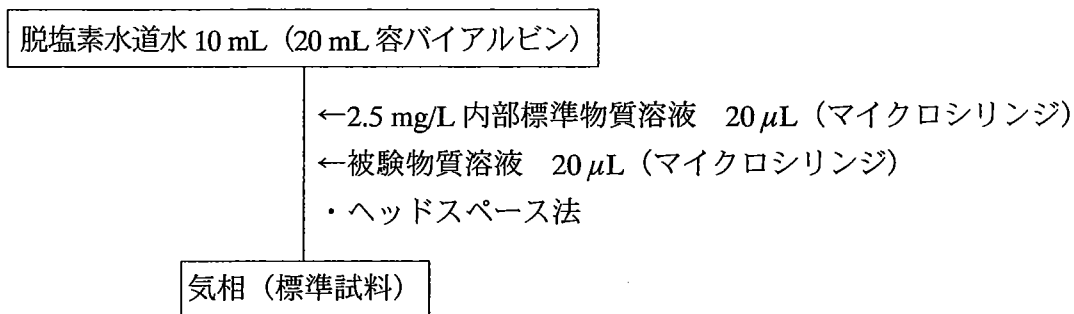 脱塩素水道水 10 mL（20 mL 容バイアルビン）
←2.5 mg/L 内部標準物質溶液　20 μL（マイクロシリンジ）
←被験物質溶液　20 μL（マイクロシリンジ）
・ヘッドスペース法
気相（標準試料）